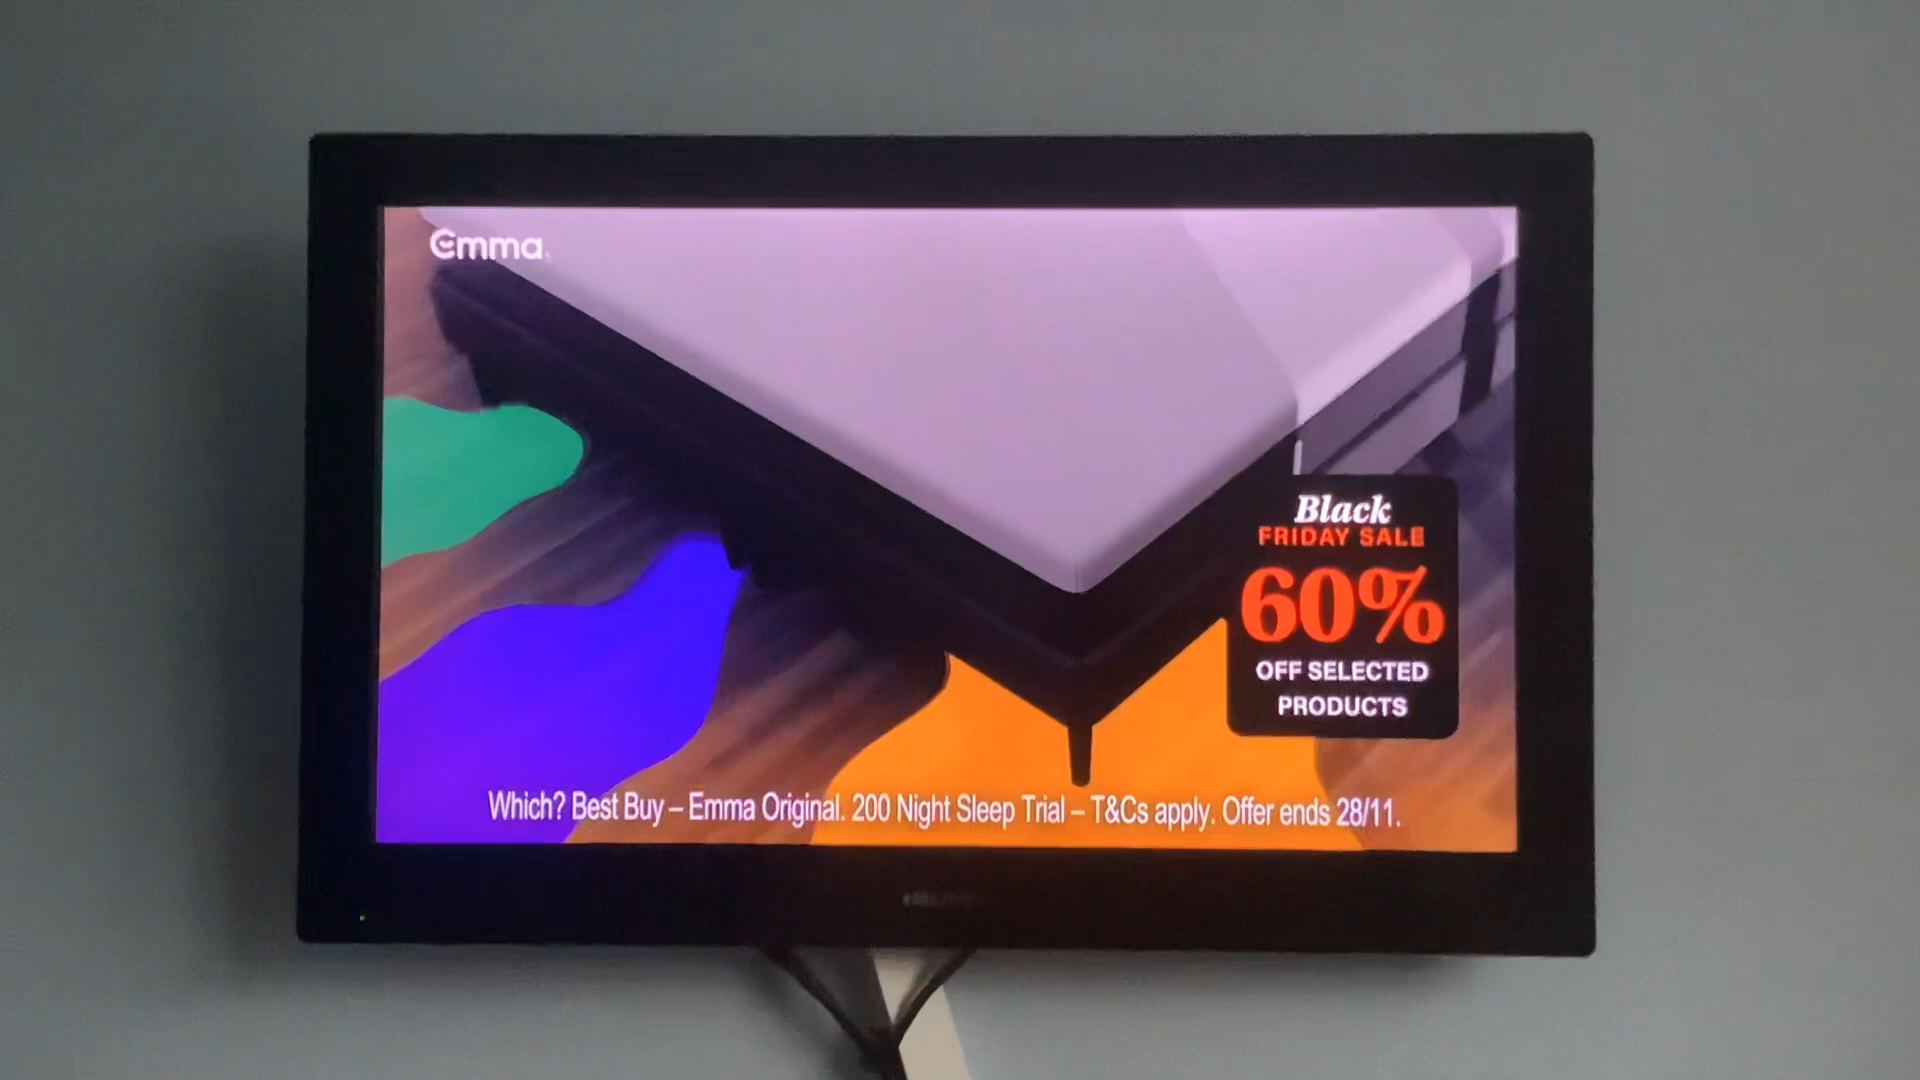 Emma
Black
FRIDAY SALE
60%
OFF SELECTED
PRODUCTS
Which? Best Buy – Emma Original. 200 Night Sleep Trial – T&Cs apply. Offer ends 28/11.